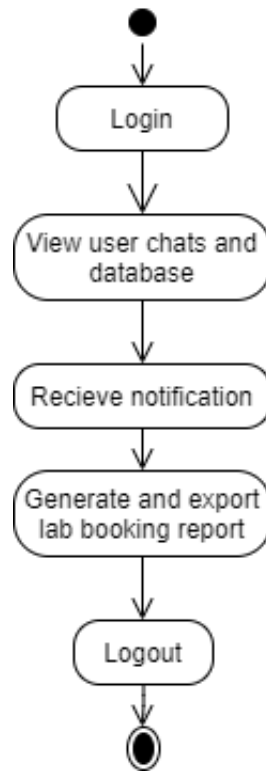 Login
View user chats and
database
Recieve notification
Generate and export
lab booking report
Logout